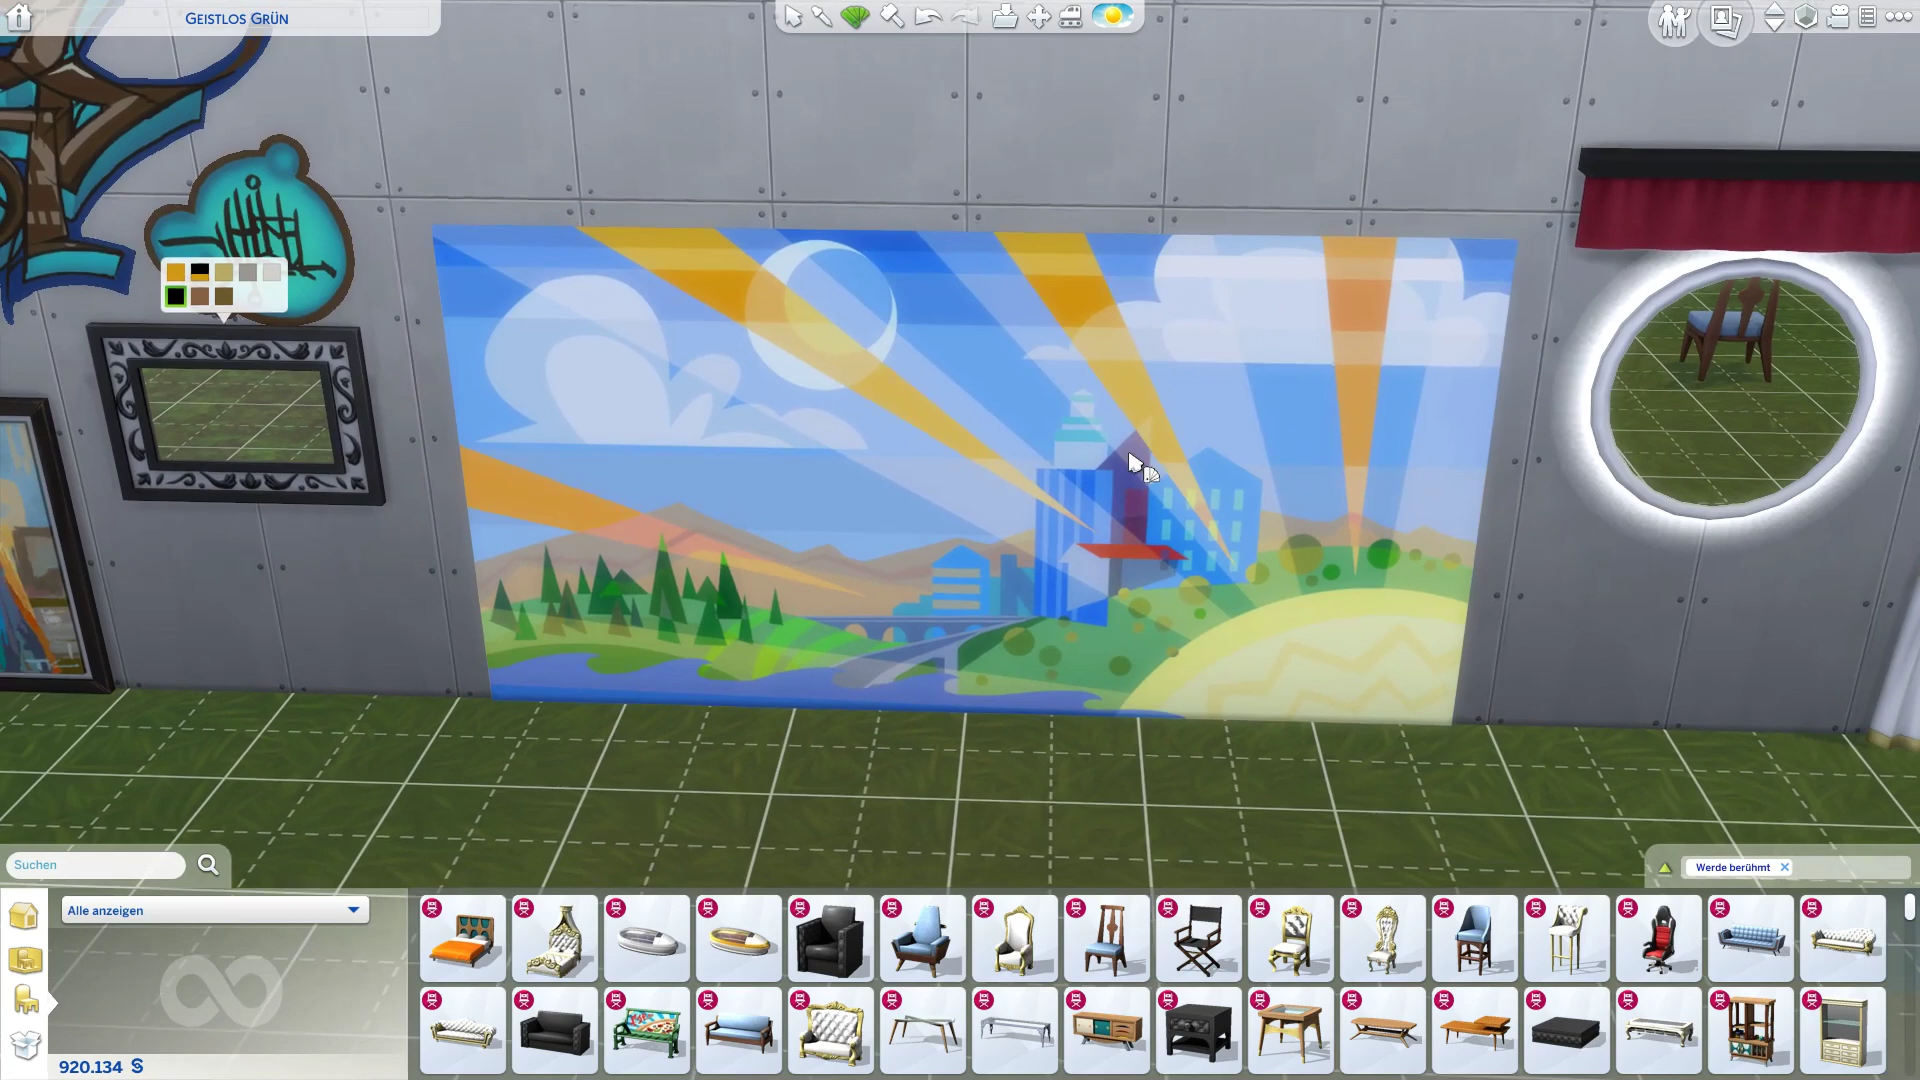 Geistlos Grün
Suchen
Werde berühmt
Alle anzeigen
920.134